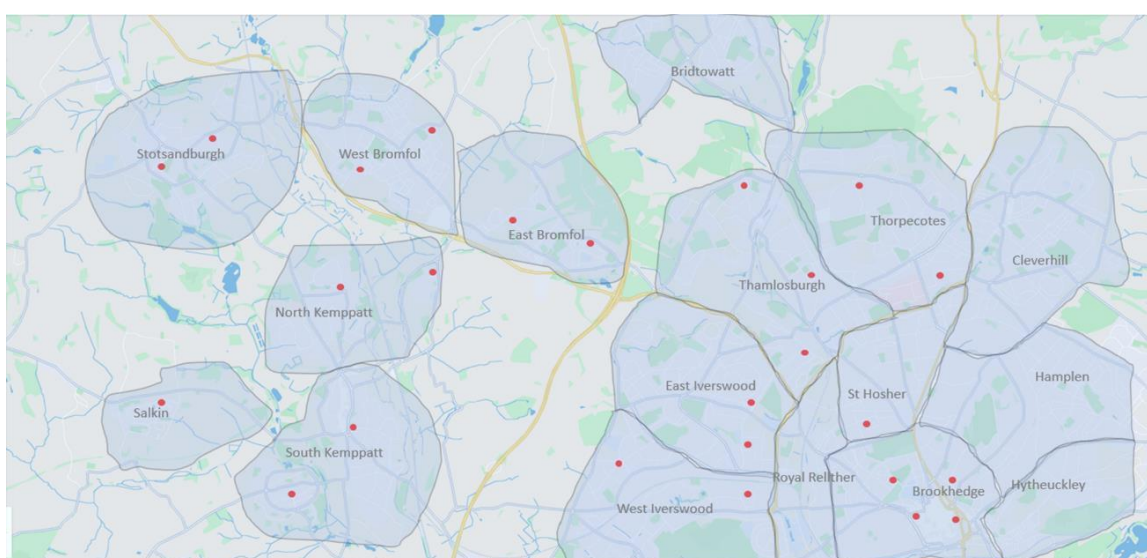 Bridtowatt
Stotsandburgh
West Bromfol
East Bromfol
Thorpecotes
Cleverhill
Thamlosburgh
North Kemppatt
Hamplen
East Iverswood
St Hosher
Salkin
South Kemppatt
Royal Rellther
Brookhedge
Hytheuckley
West Iverswood